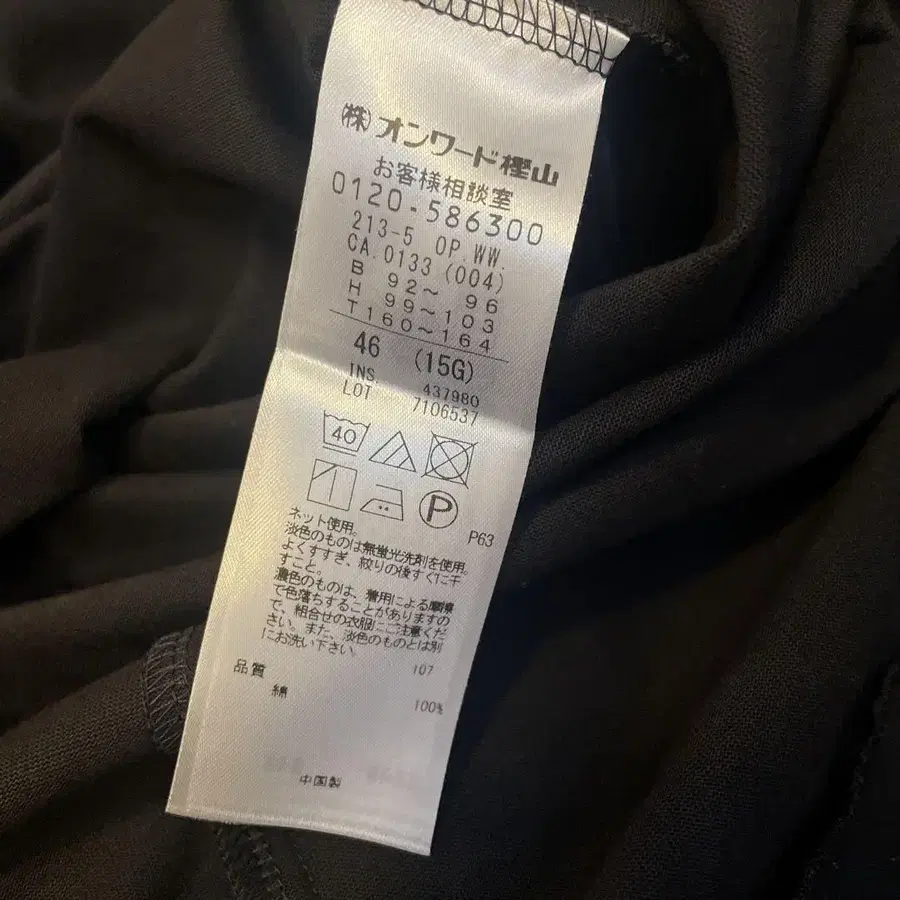 (株)オンワード樫山
お客様相談室
0120-586300
213-5 OP.WW.
CA.0133(004)
B 92～ 96
H 99～103
T160～164
46 (15G)
INS. 437980
LOT 7106537
40
P
P63
ネット使用。
淡色のものは無蛍光洗剤を使用。
よくすすぎ、絞りの後すぐに干
すこと。
濃色のものは、着用による摩擦
で色落ちすることがありますの
で、組合せの衣服にご注意くだ
さい。また、淡色のものとは別
にお洗い下さい。
107
品質
綿 100%
中国製